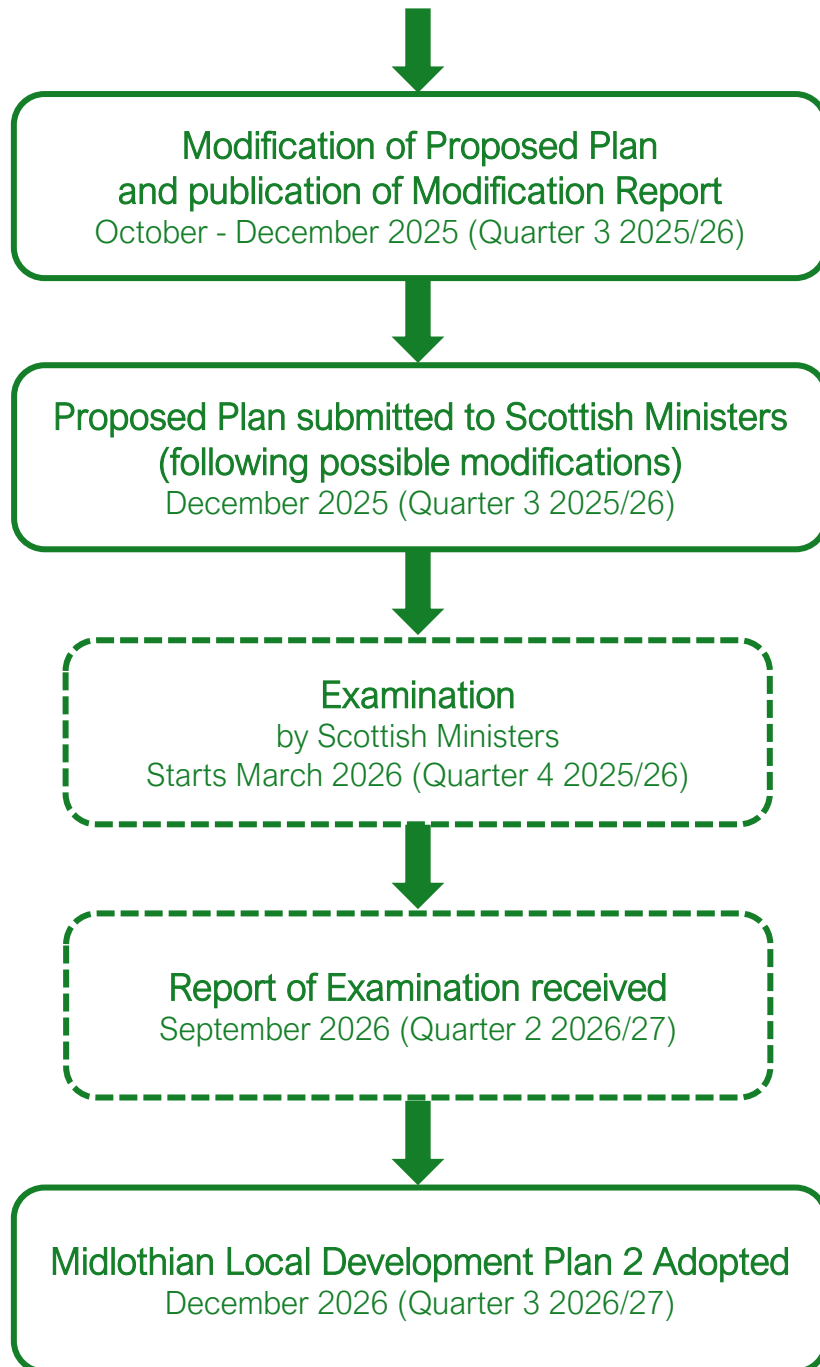 Modification of Proposed Plan
and publication of Modification Report
October - December 2025 (Quarter 3 2025/26)
Proposed Plan submitted to Scottish Ministers
(following possible modifications)
December 2025 (Quarter 3 2025/26)
Examination
by Scottish Ministers
Starts March 2026 (Quarter 4 2025/26)
Report of Examination received
September 2026 (Quarter 2 2026/27)
Midlothian Local Development Plan 2 Adopted
December 2026 (Quarter 3 2026/27)